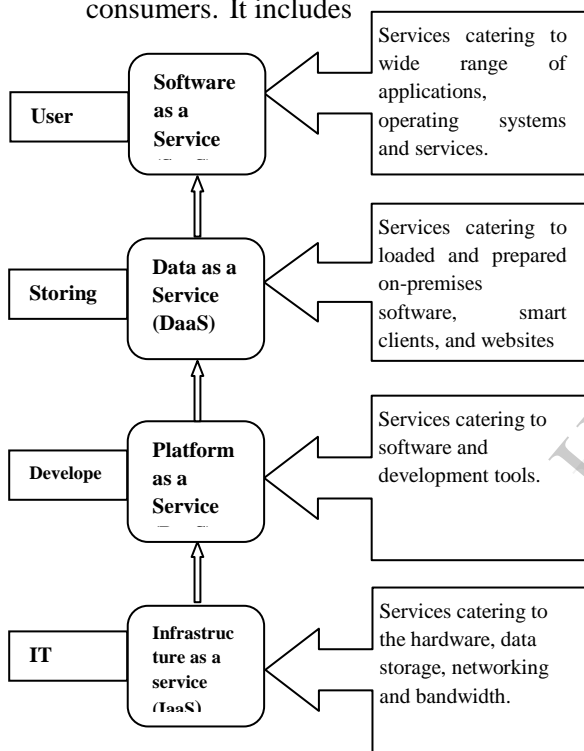 consumers. It includes
Services catering to
wide range of
applications,
operating systems
and services.
Software
as a
Service
User
Services catering to
loaded and prepared
on-premises
software, smart
clients, and websites
Data as a
Service
(DaaS)
Storing
Services catering to
software and
development tools.
Platform
as a
Service
Develope
Services catering to
the hardware, data
storage, networking
and bandwidth.
Infrastruc
ture as a
service
(IaaS)
IT